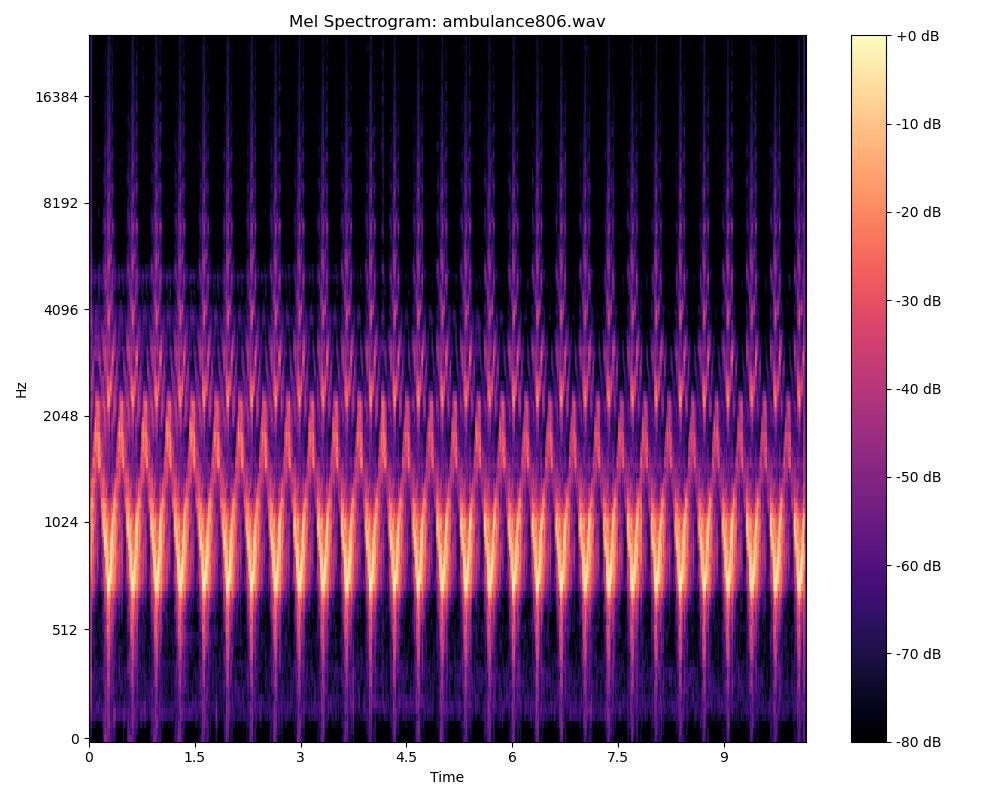 Mel Spectrogram: ambulance806.wav
+0 dB
16384
-10 dB
8192
-20 dB
4096
-30 dB
Hz
2048
-40 dB
1024
-50 dB
-60 dB
512
-70 dB
0
-80 dB
0 1.5 3 4.5 6 7.5 9
Time